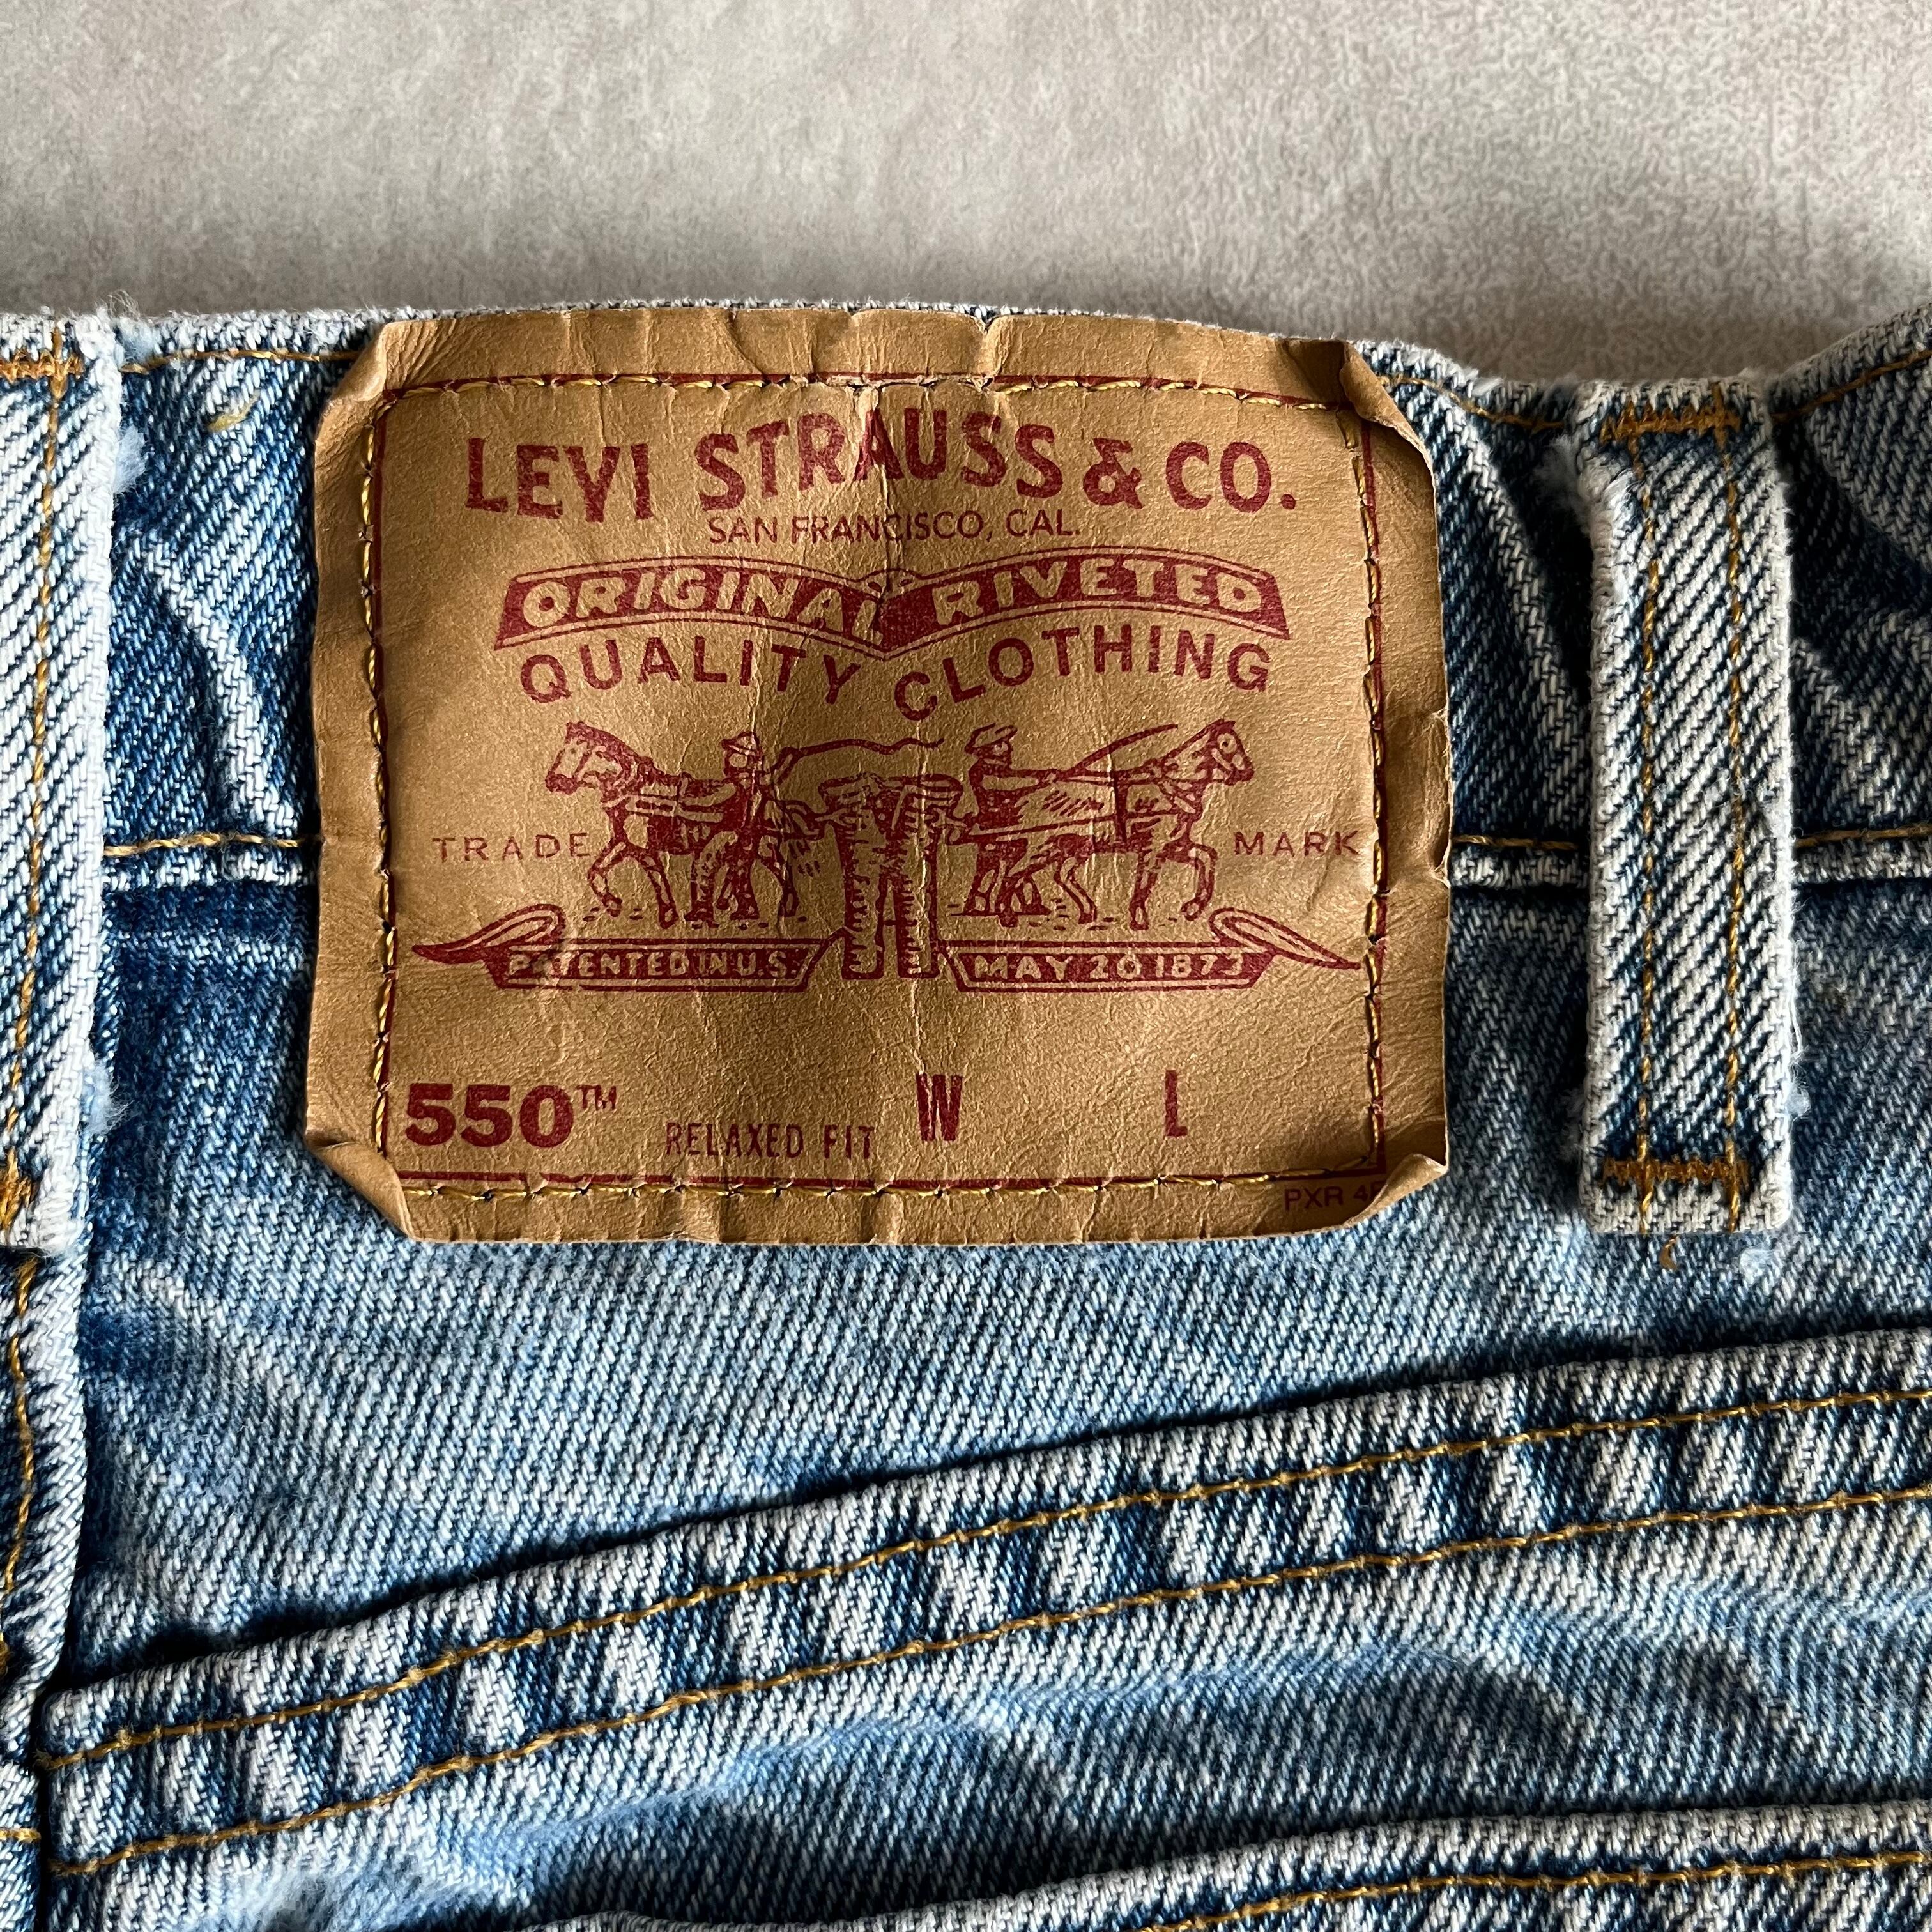 LEVI STRAUSS & CO.
SAN FRANCISCO, CAL.
ORIGINAL RIVETED
QUALITY CLOTHING
TRADE MARK
PATENTED IN U.S. MAY 20 1873
550™ RELAXED FIT W L
PXR